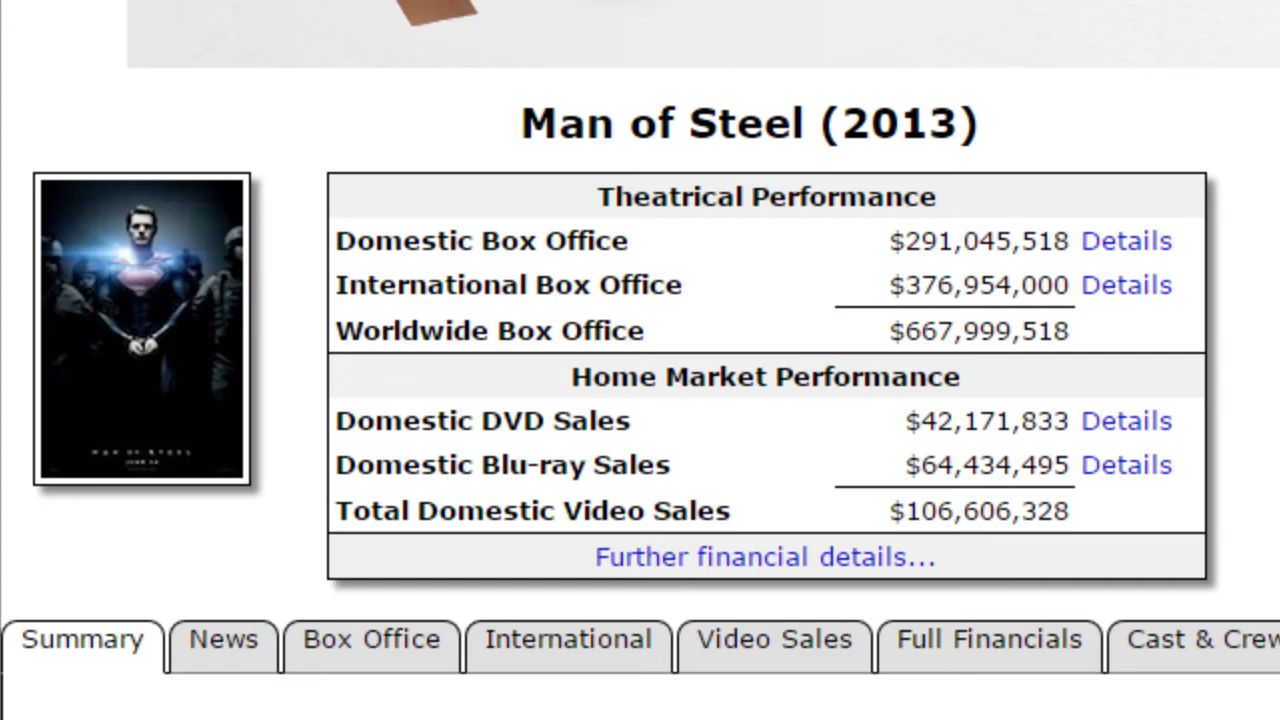 Man of Steel (2013)
MAN OF STEEL
Theatrical Performance
Domestic Box Office $291,045,518 Details
International Box Office $376,954,000 Details
Worldwide Box Office $667,999,518
Home Market Performance
Domestic DVD Sales $42,171,833 Details
Domestic Blu-ray Sales $64,434,495 Details
Total Domestic Video Sales $106,606,328
Further financial details...
Summary News Box Office International Video Sales Full Financials Cast & Crew